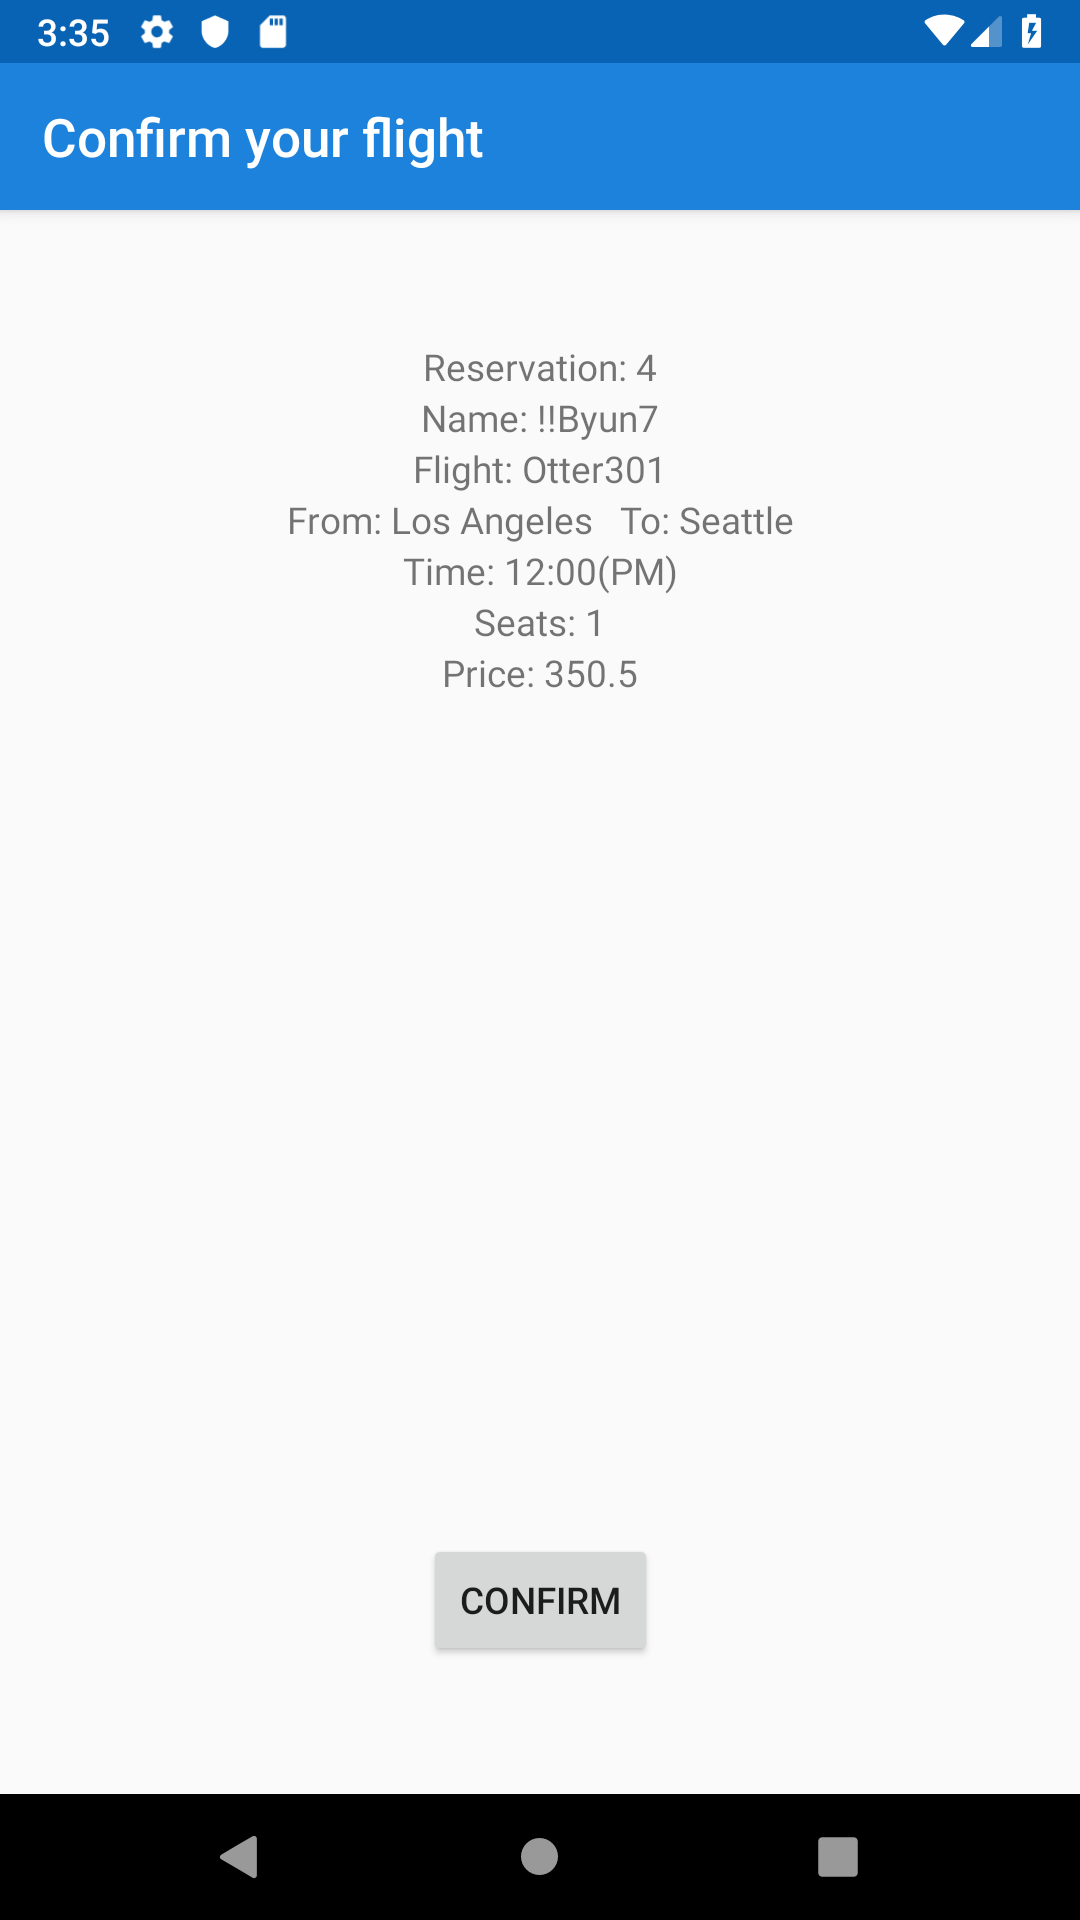 3:35
Confirm your flight
Reservation: 4
Name: !!Byun7
Flight: Otter301
From: Los Angeles   To: Seattle
Time: 12:00(PM)
Seats: 1
Price: 350.5
CONFIRM